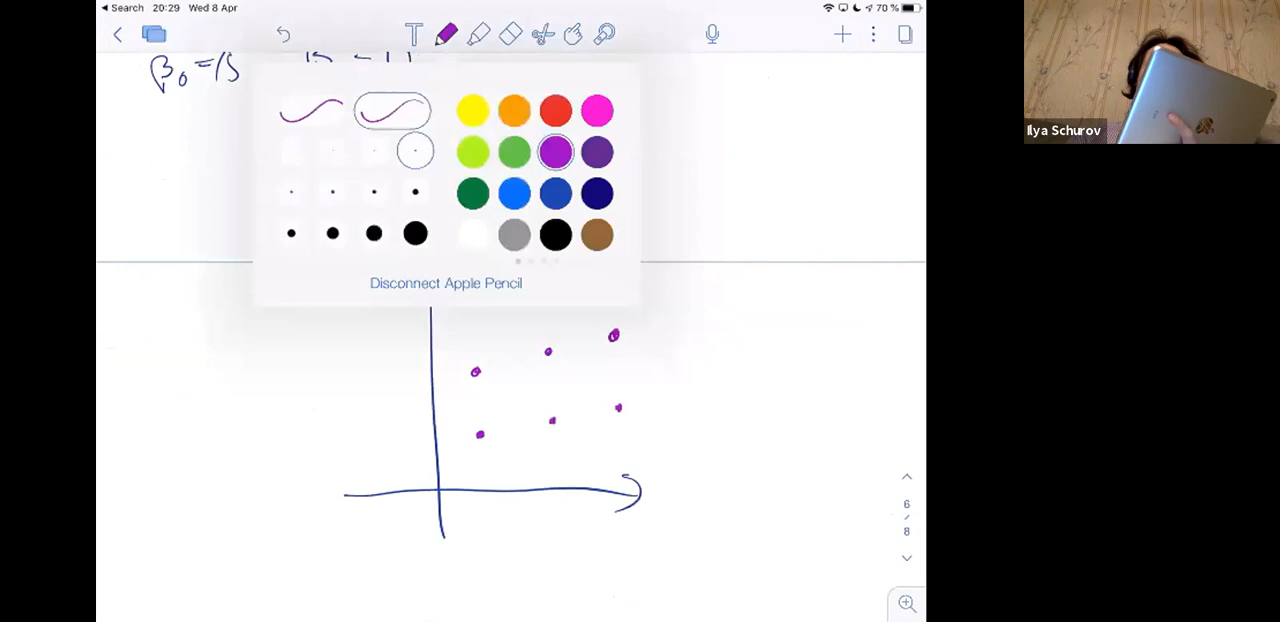 Search 20:29 Wed 8 Apr 70 %
T
β₀ = 15
Disconnect Apple Pencil
6
/
8
Ilya Schurov